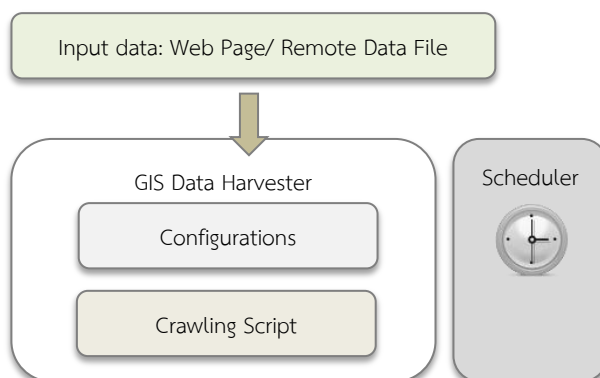 Input data: Web Page/ Remote Data File
GIS Data Harvester
Configurations
Crawling Script
Scheduler